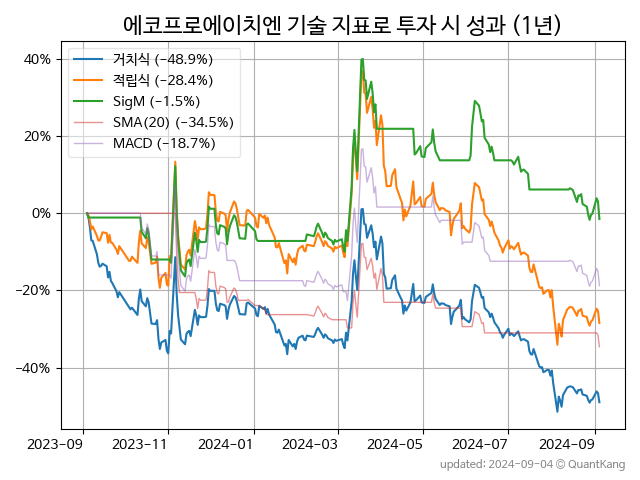 에코프로에이치엔 기술 지표로 투자 시 성과 (1년)
거치식 (−48.9%)
적립식 (−28.4%)
SigM (−1.5%)
SMA(20) (−34.5%)
MACD (−18.7%)
40%
20%
0%
−20%
−40%
2023-09
2023-11
2024-01
2024-03
2024-05
2024-07
2024-09
updated: 2024-09-04 © QuantKang